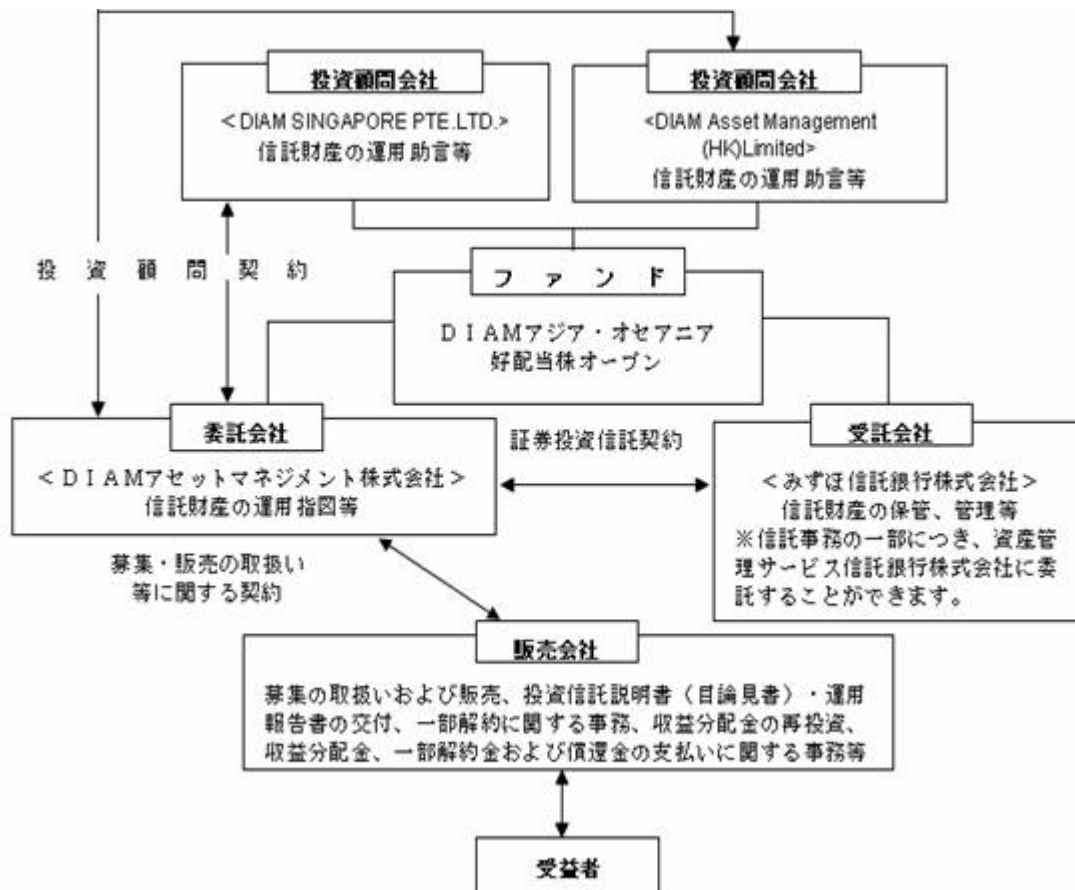 投資顧問会社
<DIAM SINGAPORE PTE.LTD.>
信託財産の運用助言等
投資顧問会社
<DIAM Asset Management
(HK)Limited>
信託財産の運用助言等
投資顧問契約
ファンド
DIAMアジア・オセアニア
好配当株オープン
委託会社
<DIAMアセットマネジメント株式会社>
信託財産の運用指図等
証券投資信託契約
受託会社
<みずほ信託銀行株式会社>
信託財産の保管、管理等
※信託事務の一部につき、資産管
理サービス信託銀行株式会社に委
託することができます。
募集・販売の取扱い
等に関する契約
販売会社
募集の取扱いおよび販売、投資信託説明書(目論見書)・運用
報告書の交付、一部解約に関する事務、収益分配金の再投資、
収益分配金、一部解約金および償還金の支払いに関する事務等
受益者